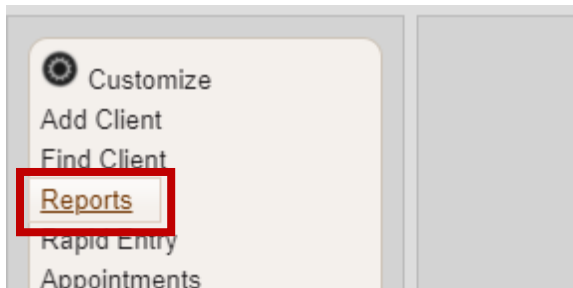 Customize
Add Client
Find Client
Reports
Rapid Entry
Appointments